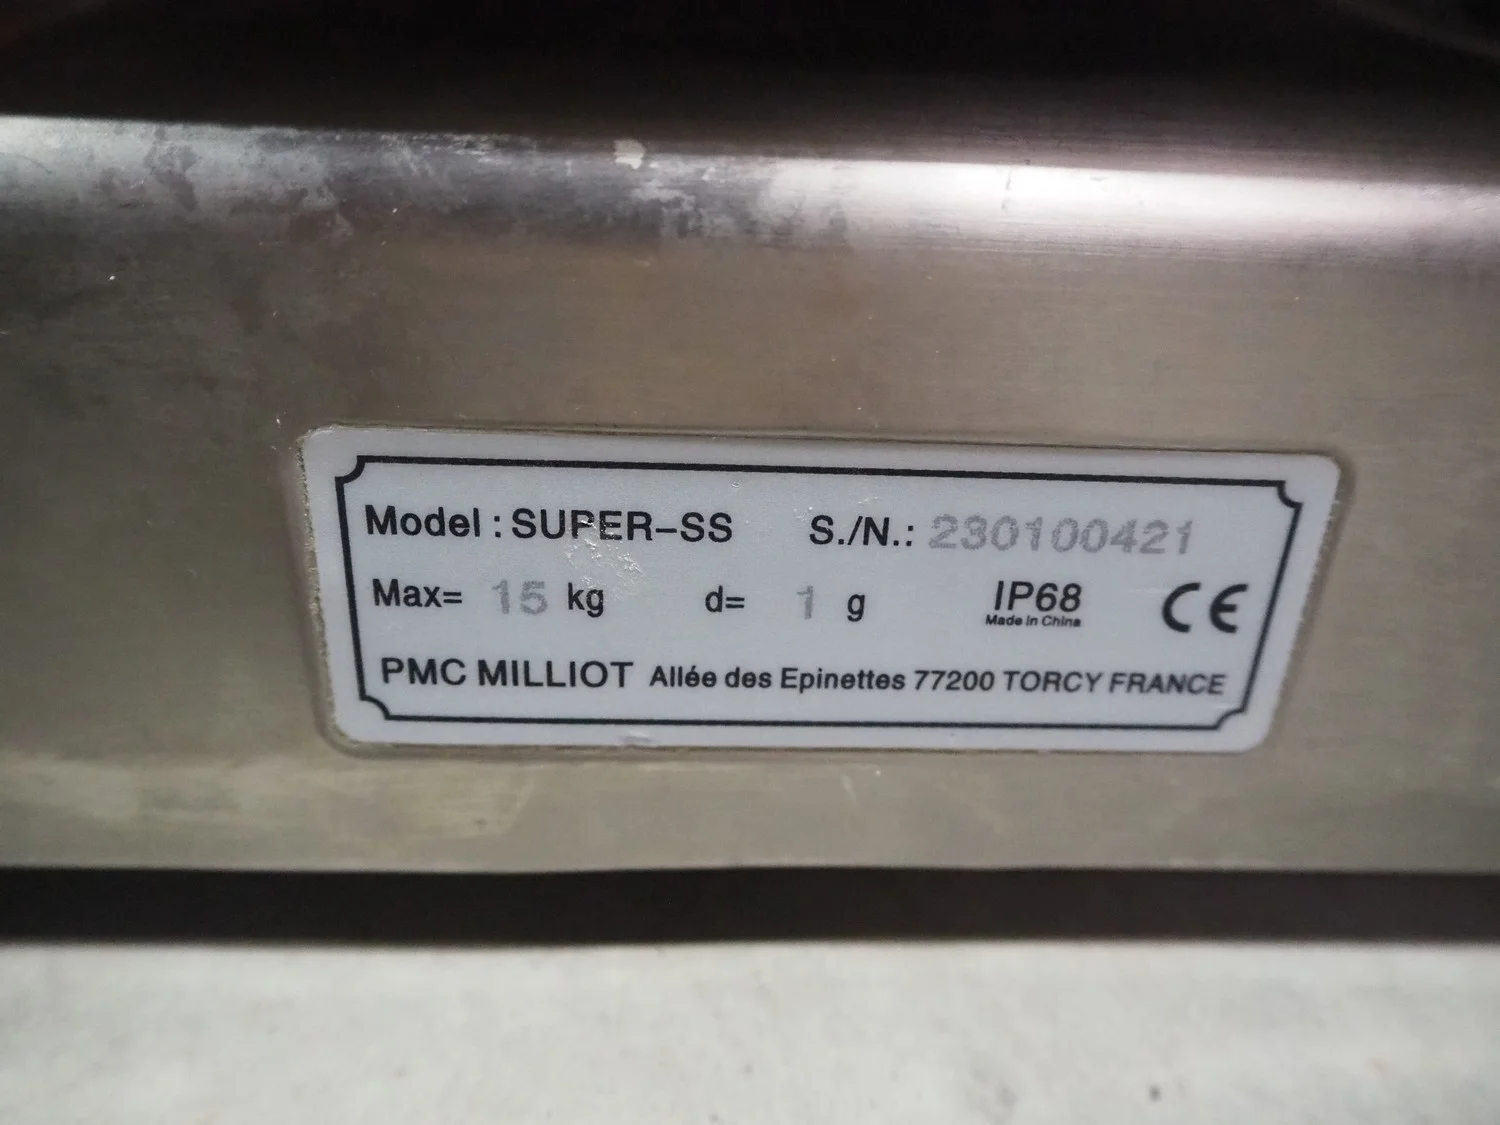 Model : SUPER-SS S./N.: 230100421
Max= 15 kg d= 1 g IP68 CE
Made in China
PMC MILLIOT Allée des Epinettes 77200 TORCY FRANCE